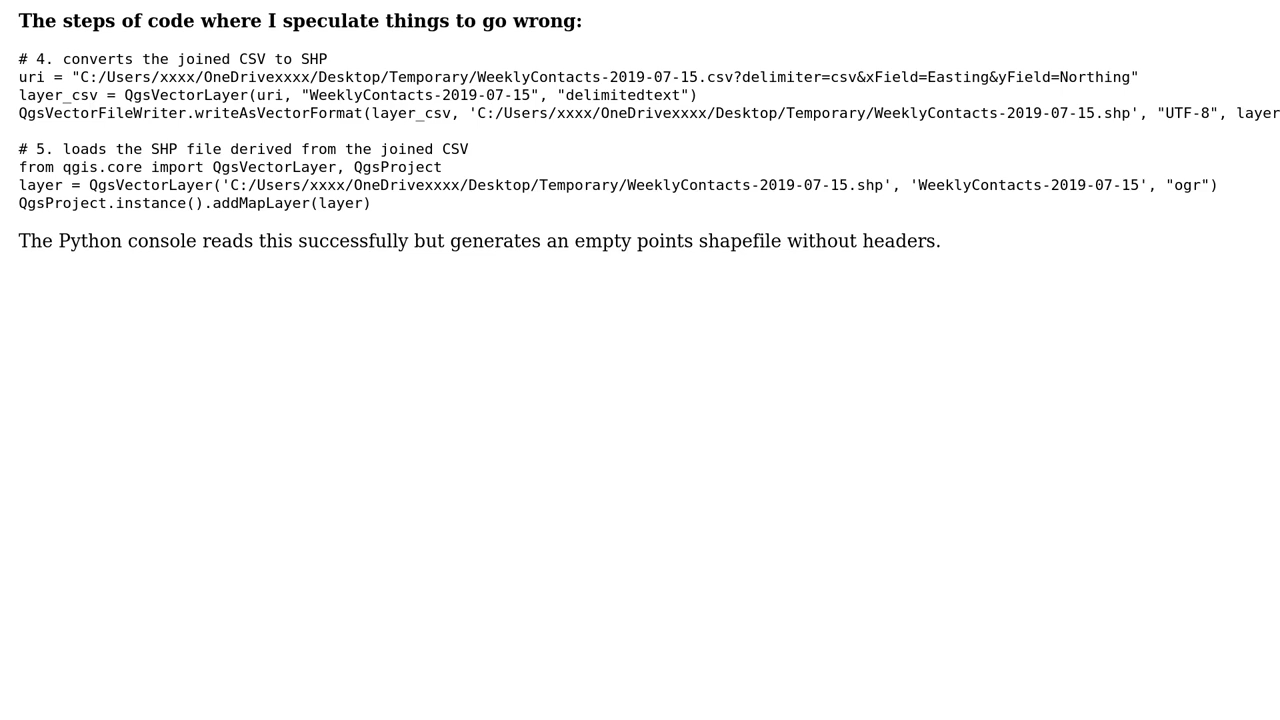 The steps of code where I speculate things to go wrong:
# 4. converts the joined CSV to SHP
uri = "C:/Users/xxxx/OneDrivexxxx/Desktop/Temporary/WeeklyContacts-2019-07-15.csv?delimiter=csv&xField=Easting&yField=Northing"
layer_csv = QgsVectorLayer(uri, "WeeklyContacts-2019-07-15", "delimitedtext")
QgsVectorFileWriter.writeAsVectorFormat(layer_csv, 'C:/Users/xxxx/OneDrivexxxx/Desktop/Temporary/WeeklyContacts-2019-07-15.shp', "UTF-8", layer
# 5. loads the SHP file derived from the joined CSV
from qgis.core import QgsVectorLayer, QgsProject
layer = QgsVectorLayer('C:/Users/xxxx/OneDrivexxxx/Desktop/Temporary/WeeklyContacts-2019-07-15.shp', 'WeeklyContacts-2019-07-15', "ogr")
QgsProject.instance().addMapLayer(layer)
The Python console reads this successfully but generates an empty points shapefile without headers.